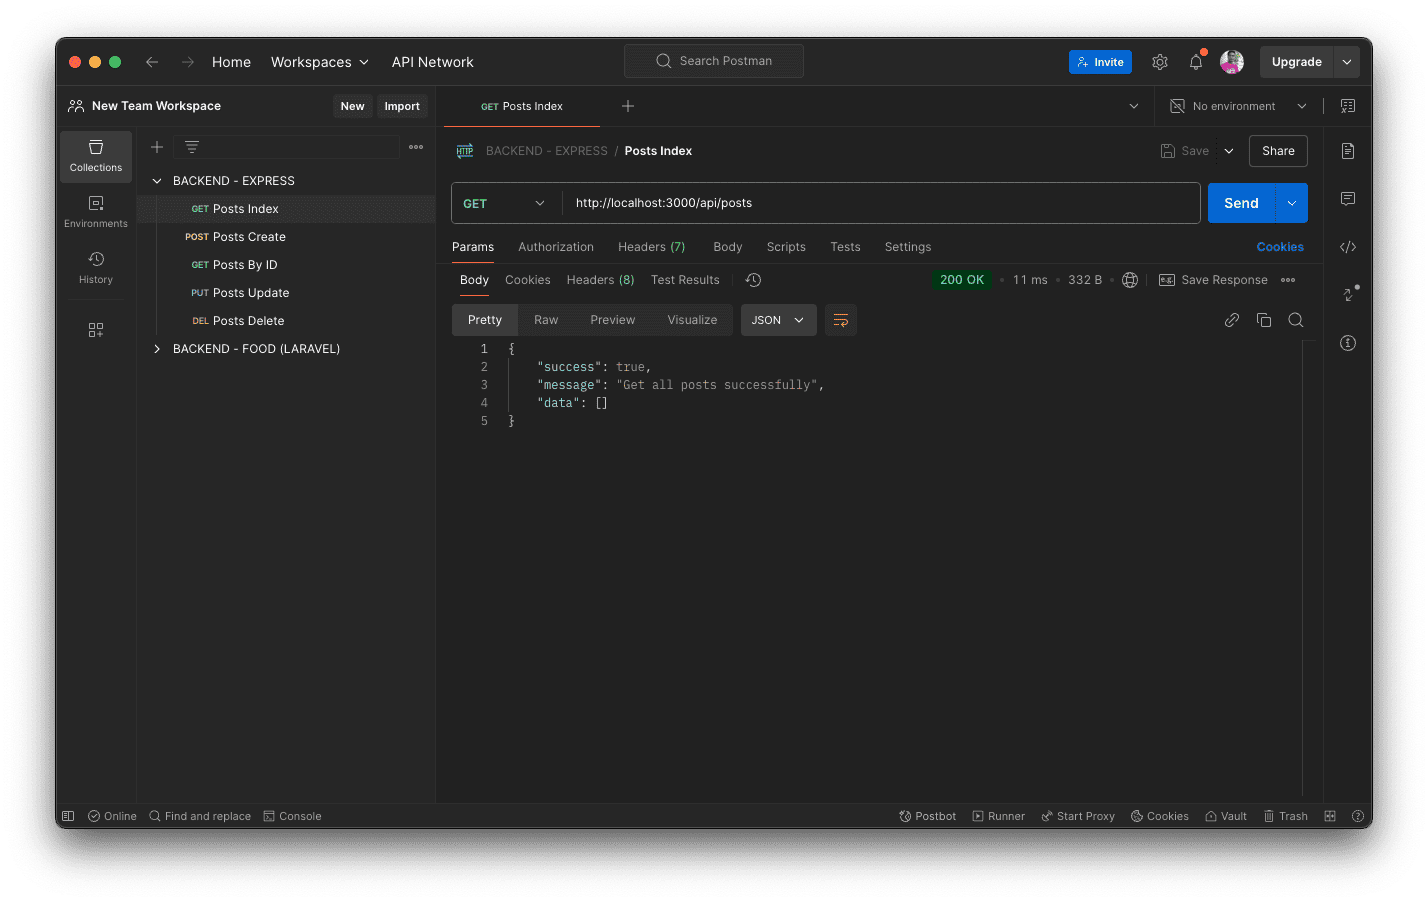 Home Workspaces API Network Search Postman Invite Upgrade
New Team Workspace New Import GET Posts Index No environment
Collections
Environments
History
BACKEND - EXPRESS
GET Posts Index
POST Posts Create
GET Posts By ID
PUT Posts Update
DEL Posts Delete
BACKEND - FOOD (LARAVEL)
HTTP BACKEND - EXPRESS / Posts Index Save Share
GET http://localhost:3000/api/posts Send
Params Authorization Headers (7) Body Scripts Tests Settings Cookies
Body Cookies Headers (8) Test Results 200 OK 11 ms 332 B e.g. Save Response
Pretty Raw Preview Visualize JSON
1 {
2 "success": true,
3 "message": "Get all posts successfully",
4 "data": []
5 }
Online Find and replace Console Postbot Runner Start Proxy Cookies Vault Trash